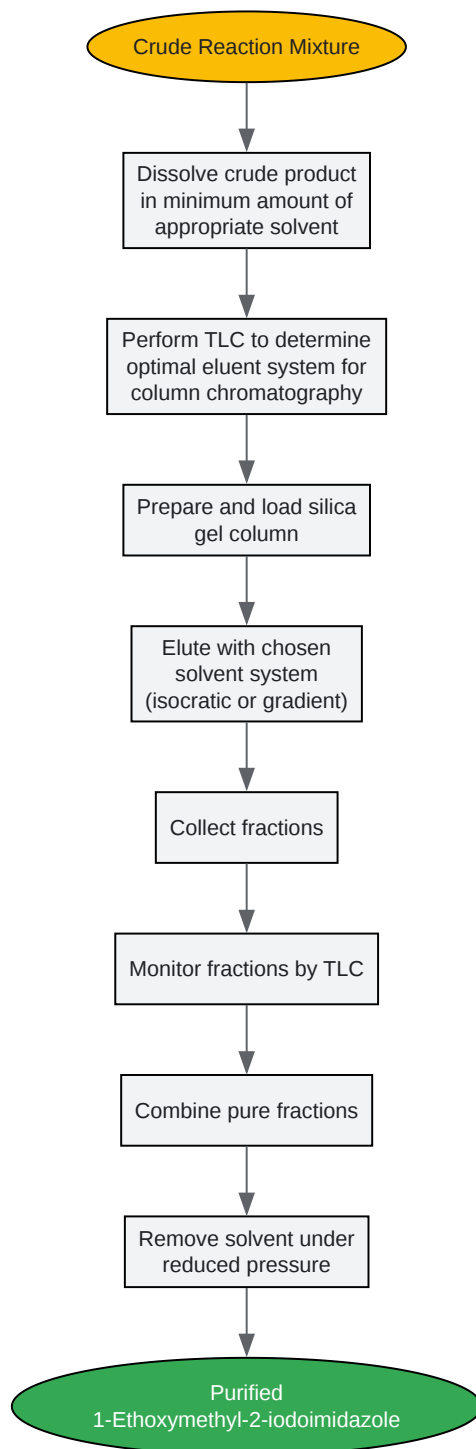 Crude Reaction Mixture
Dissolve crude product
in minimum amount of
appropriate solvent
Perform TLC to determine
optimal eluent system for
column chromatography
Prepare and load silica
gel column
Elute with chosen
solvent system
(isocratic or gradient)
Collect fractions
Monitor fractions by TLC
Combine pure fractions
Remove solvent under
reduced pressure
Purified
1-Ethoxymethyl-2-iodoimidazole